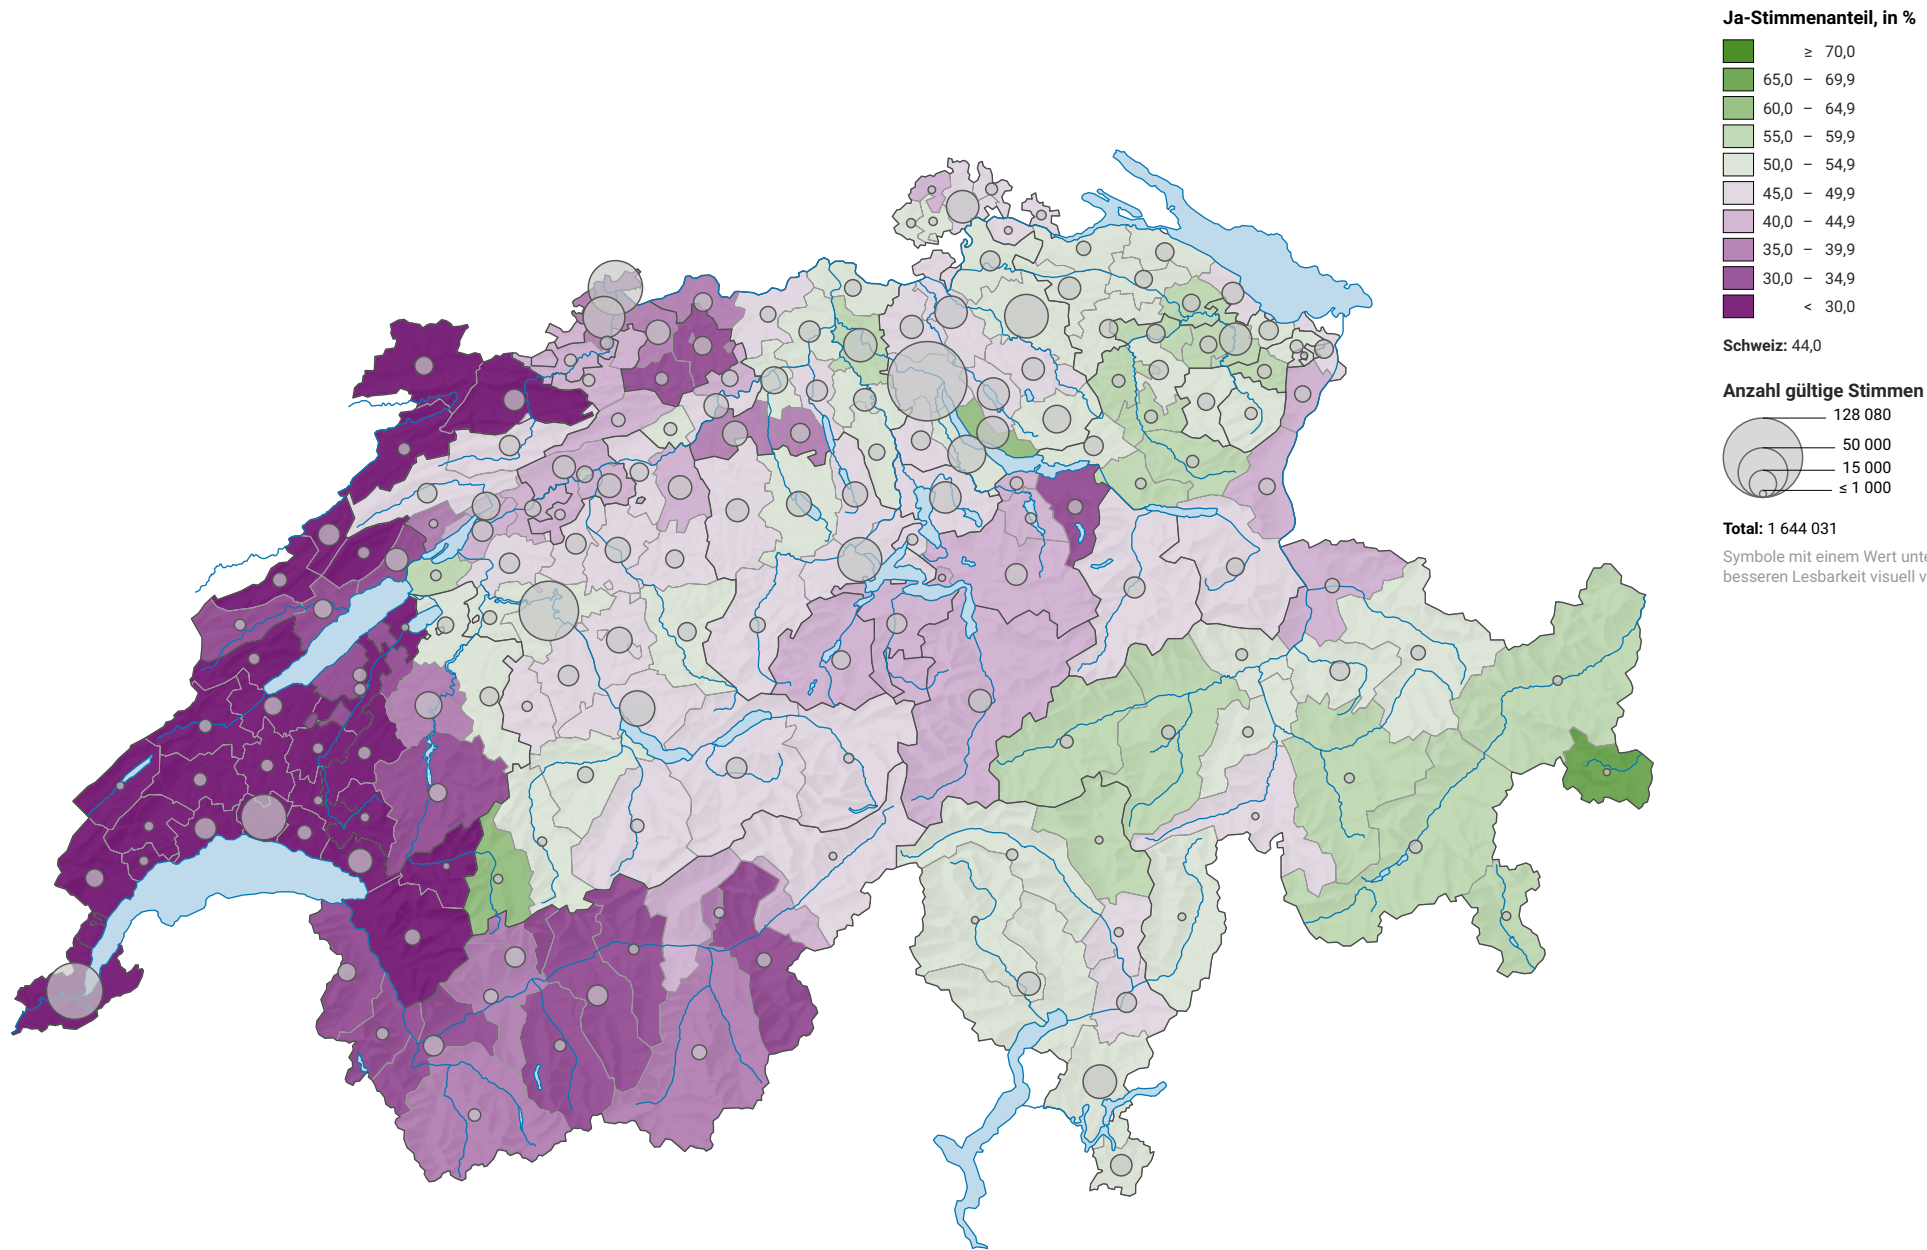 Ja-Stimmenanteil, in %
≥ 70,0
65,0 – 69,9
60,0 – 64,9
55,0 – 59,9
50,0 – 54,9
45,0 – 49,9
40,0 – 44,9
35,0 – 39,9
30,0 – 34,9
< 30,0
Schweiz: 44,0
Anzahl gültige Stimmen
128 080
50 000
15 000
≤ 1 000
Total: 1 644 031
Symbole mit einem Wert unte
besseren Lesbarkeit visuell v